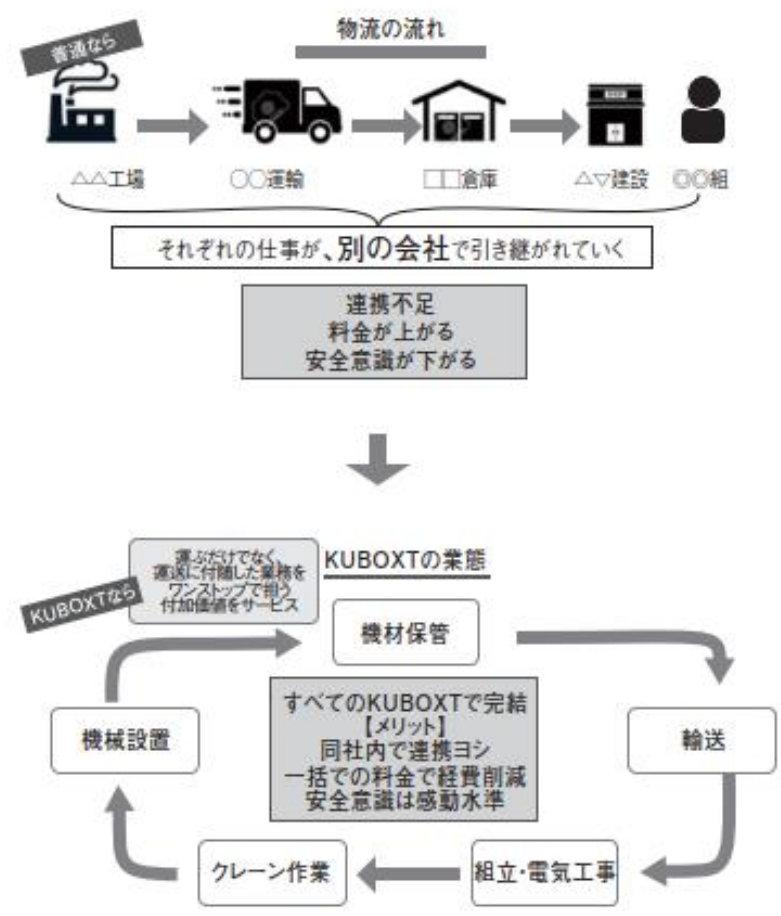 物流の流れ
普通なら
△△工場
○○運輸
□□倉庫
△▽建設
◎◎組
それぞれの仕事が、別の会社で引き継がれていく
連携不足
料金が上がる
安全意識が下がる
運ぶだけでなく、
運送に付随した業務を
ワンストップで担う
付加価値をサービス
KUBOXTの業態
KUBOXTなら
機材保管
すべてのKUBOXTで完結
【メリット】
同社内で連携ヨシ
一括での料金で経費削減
安全意識は感動水準
機械設置
輸送
クレーン作業
組立・電気工事